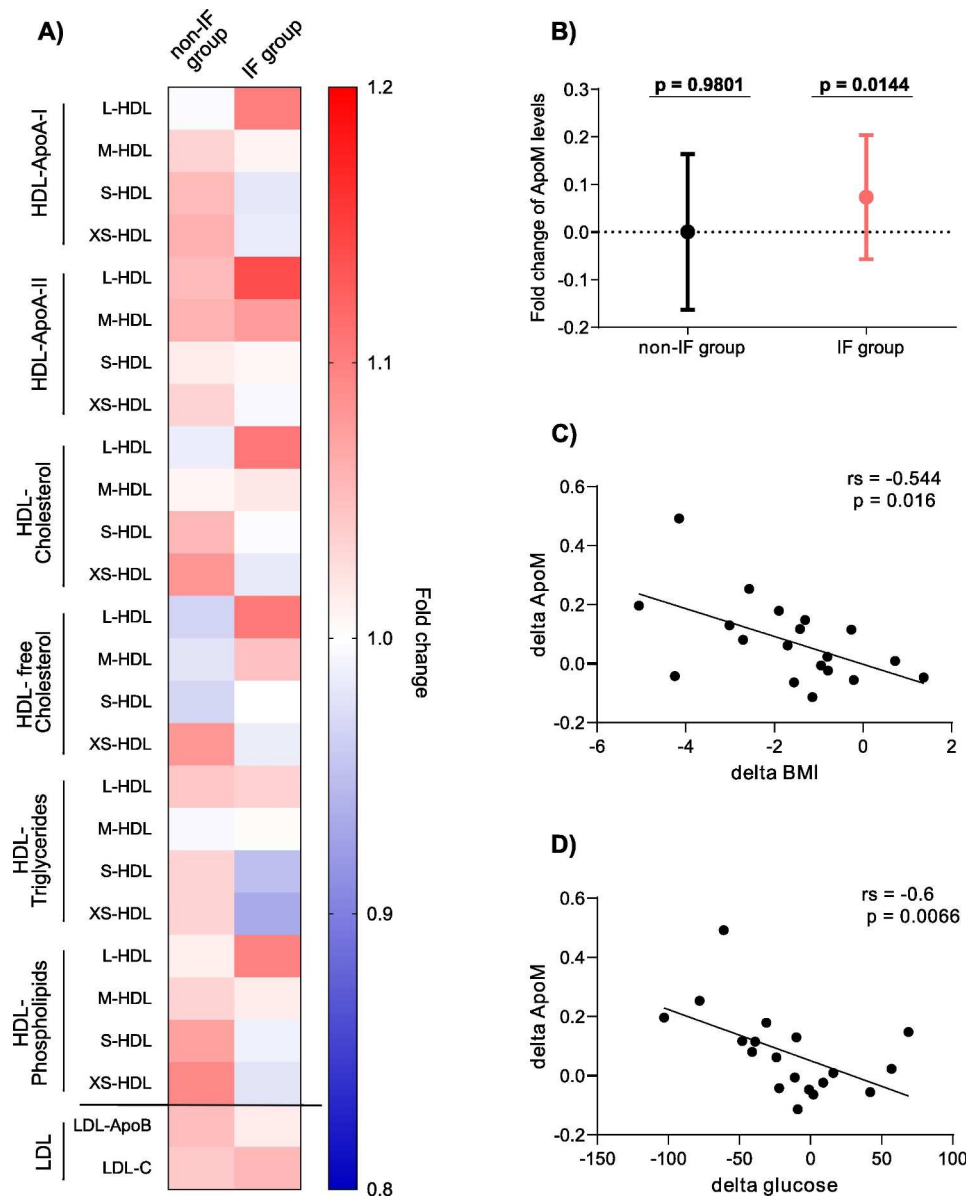 A)
non-IF
group
IF group
HDL-ApoA-I
L-HDL
M-HDL
S-HDL
XS-HDL
HDL-ApoA-II
L-HDL
M-HDL
S-HDL
XS-HDL
HDL-
Cholesterol
L-HDL
M-HDL
S-HDL
XS-HDL
HDL- free
Cholesterol
L-HDL
M-HDL
S-HDL
XS-HDL
HDL-
Triglycerides
L-HDL
M-HDL
S-HDL
XS-HDL
HDL-
Phospholipids
L-HDL
M-HDL
S-HDL
XS-HDL
LDL
LDL-ApoB
LDL-C
1.2
1.1
1.0
0.9
0.8
Fold change
B)
p = 0.9801
p = 0.0144
Fold change of ApoM levels
0.3
0.2
0.1
0.0
-0.1
-0.2
non-IF group
IF group
C)
rs = -0.544
p = 0.016
delta ApoM
0.6
0.4
0.2
0.0
-0.2
-6
-4
-2
0
2
delta BMI
D)
rs = -0.6
p = 0.0066
delta ApoM
0.6
0.4
0.2
0.0
-0.2
-150
-100
-50
0
50
100
delta glucose